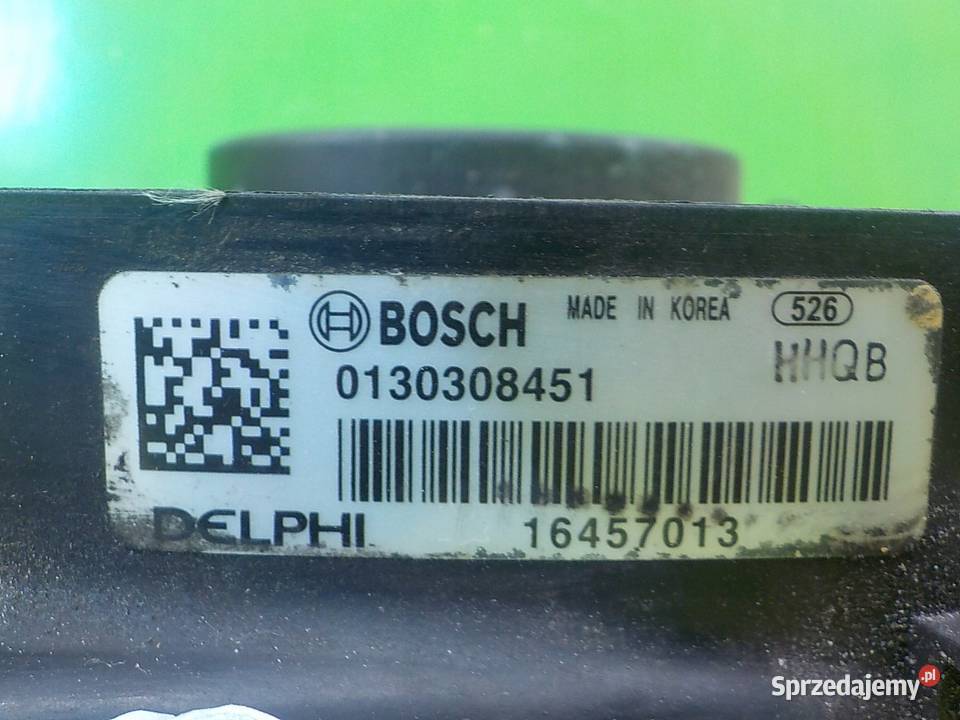 BOSCH MADE IN KOREA 526
0130308451 HHQB
DELPHI 16457013
Sprzedajemy.pl